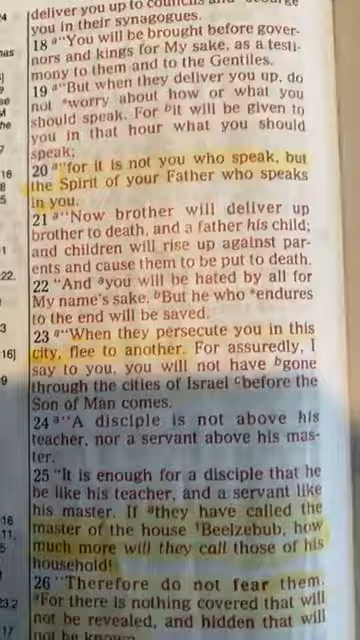 deliver you up to councils and scourge
you in their synagogues.
18 a"You will be brought before gover-
nors and kings for My sake, as a testi-
mony to them and to the Gentiles.
19 a"But when they deliver you up, do
not *worry about how or what you
should speak. For bit will be given to
you in that hour what you should
speak;
20 a"for it is not you who speak, but
the Spirit of your Father who speaks
in you.
21 a"Now brother will deliver up
brother to death, and a father his child;
and children will rise up against par-
ents and cause them to be put to death.
22 "And ayou will be hated by all for
My name's sake. bBut he who *endures
to the end will be saved.
23 a"When they persecute you in this
city, flee to another. For assuredly, I
say to you, you will not have bgone
through the cities of Israel cbefore the
Son of Man comes.
24 a"A disciple is not above his
teacher, nor a servant above his mas-
ter.
25 "It is enough for a disciple that he
be like his teacher, and a servant like
his master. If athey have called the
master of the house 1Beelzebub, how
much more will they call those of his
household!
26 "Therefore do not fear them.
aFor there is nothing covered that will
not be revealed, and hidden that will
not be known.